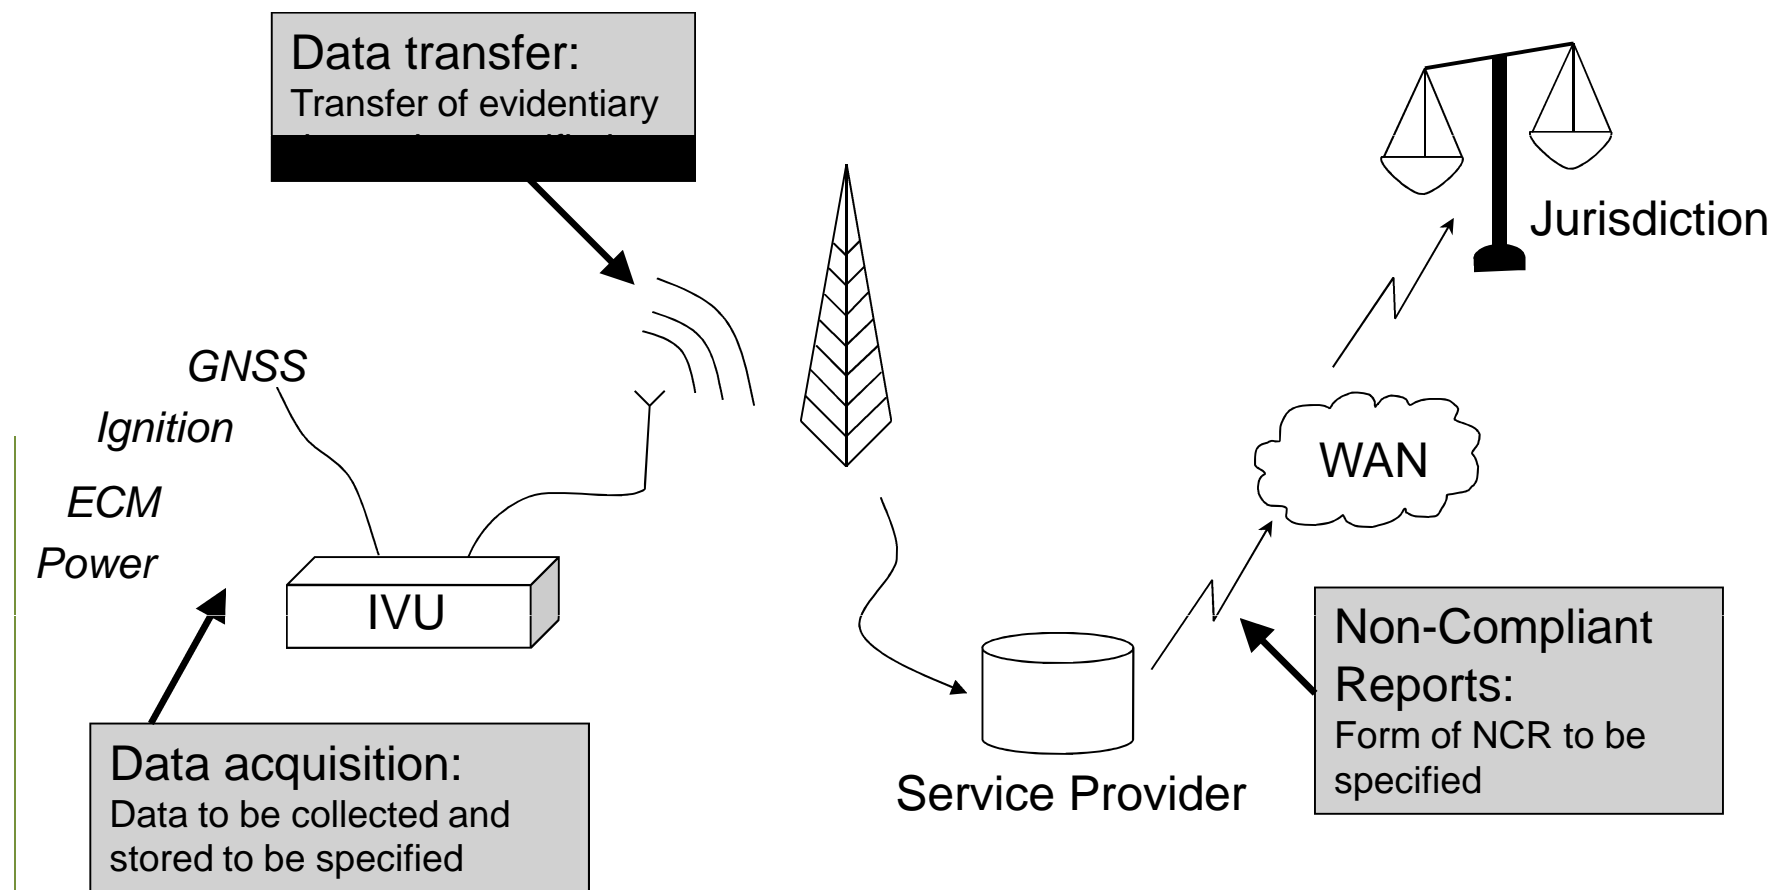 Data transfer:
Transfer of evidentiary
Jurisdiction
GNSS
Ignition
ECM
Power
WAN
IVU
Non-Compliant
Reports:
Form of NCR to be
specified
Data acquisition:
Data to be collected and
stored to be specified
Service Provider